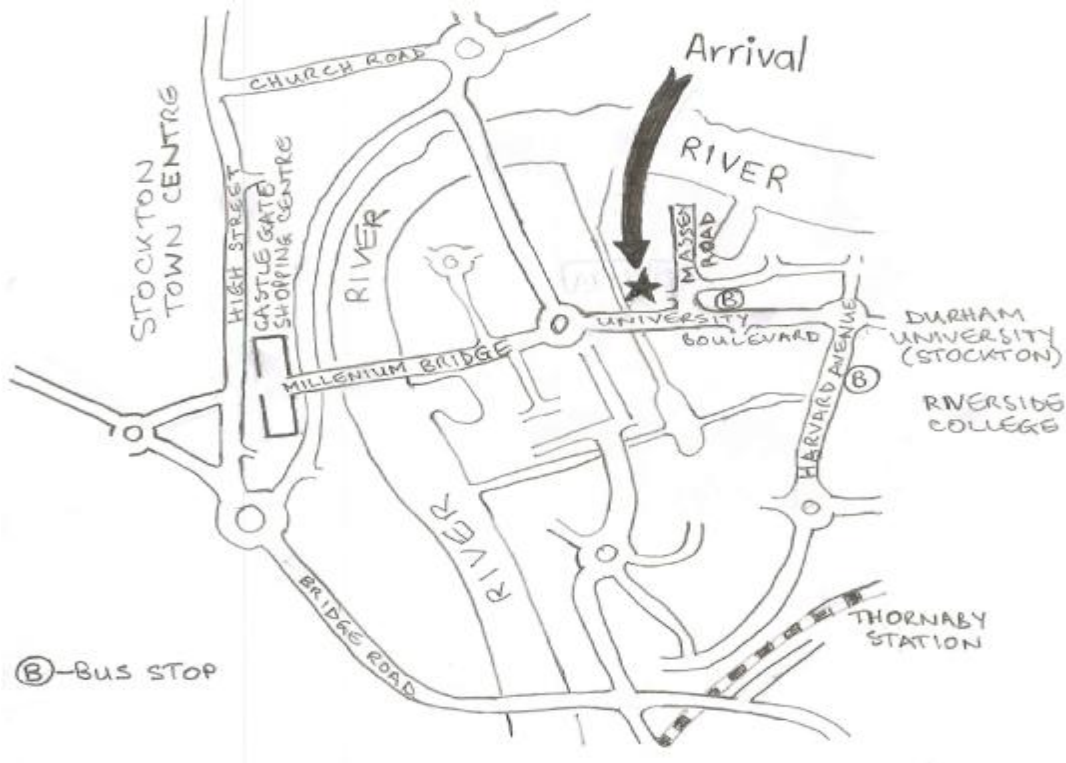 Arrival
CHURCH ROAD
RIVER
STOCKTON
TOWN CENTRE
HIGH STREET
CASTLE GATE
SHOPPING CENTRE
RIVER
MASSEY
ROAD
B
UNIVERSITY
BOULEVARD
DURHAM
UNIVERSITY
(STOCKTON)
MILLENIUM BRIDGE
HARVARD AVENUE
B
RIVERSIDE
COLLEGE
RIVER
BRIDGE ROAD
THORNABY
STATION
B-BUS STOP